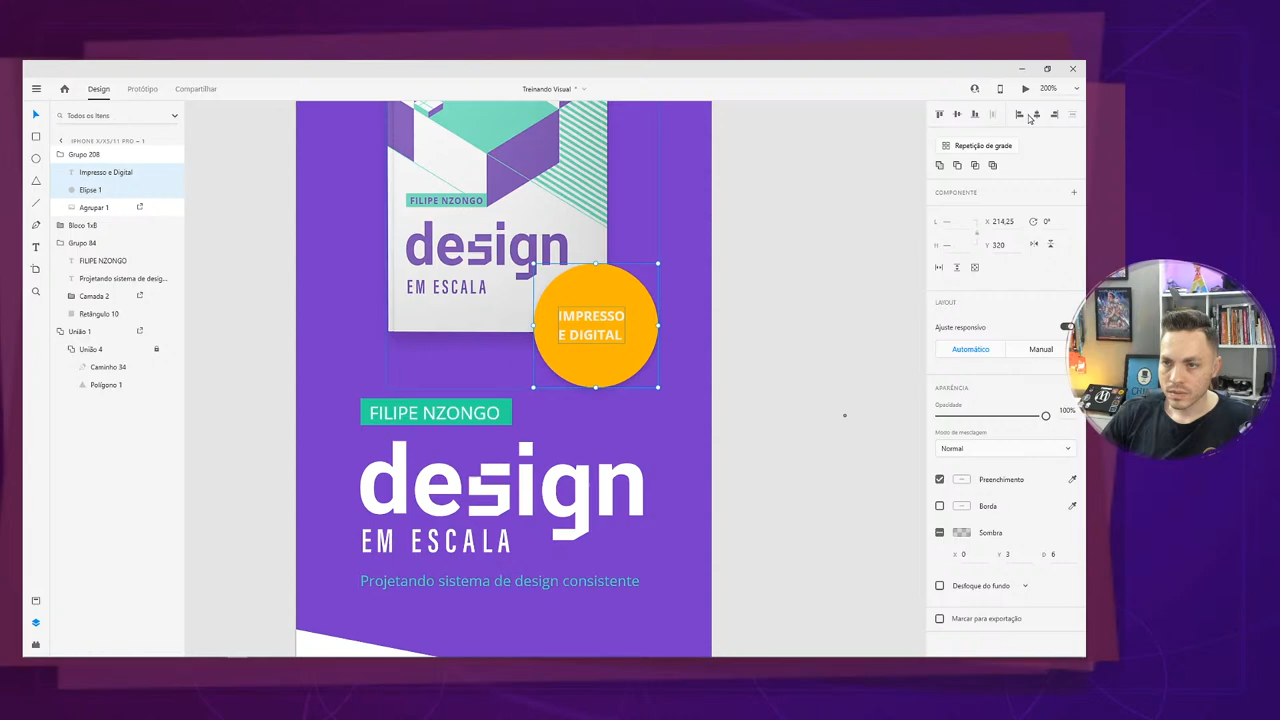 Design
Protótipo
Compartilhar
Treinando Visual *
200%
Todos os Itens
IPHONE X/XS/11 PRO – 1
Grupo 208
Impresso e Digital
Elipse 1
Agrupar 1
Bloco 1x8
Grupo 84
FILIPE NZONGO
Projetando sistema de desig...
Camada 2
Retângulo 10
União 1
União 4
Caminho 34
Polígono 1
FILIPE NZONGO
design
EM ESCALA
IMPRESSO
E DIGITAL
FILIPE NZONGO
design
EM ESCALA
Projetando sistema de design consistente
Repetição de grade
COMPONENTE
L — X 214,25 0°
H — Y 320
LAYOUT
Ajuste responsivo
Automático
Manual
APARÊNCIA
Opacidade
100%
Modo de mesclagem
Normal
Preenchimento
Borda
Sombra
X 0 Y 3 D 6
Desfoque do fundo
Marcar para exportação